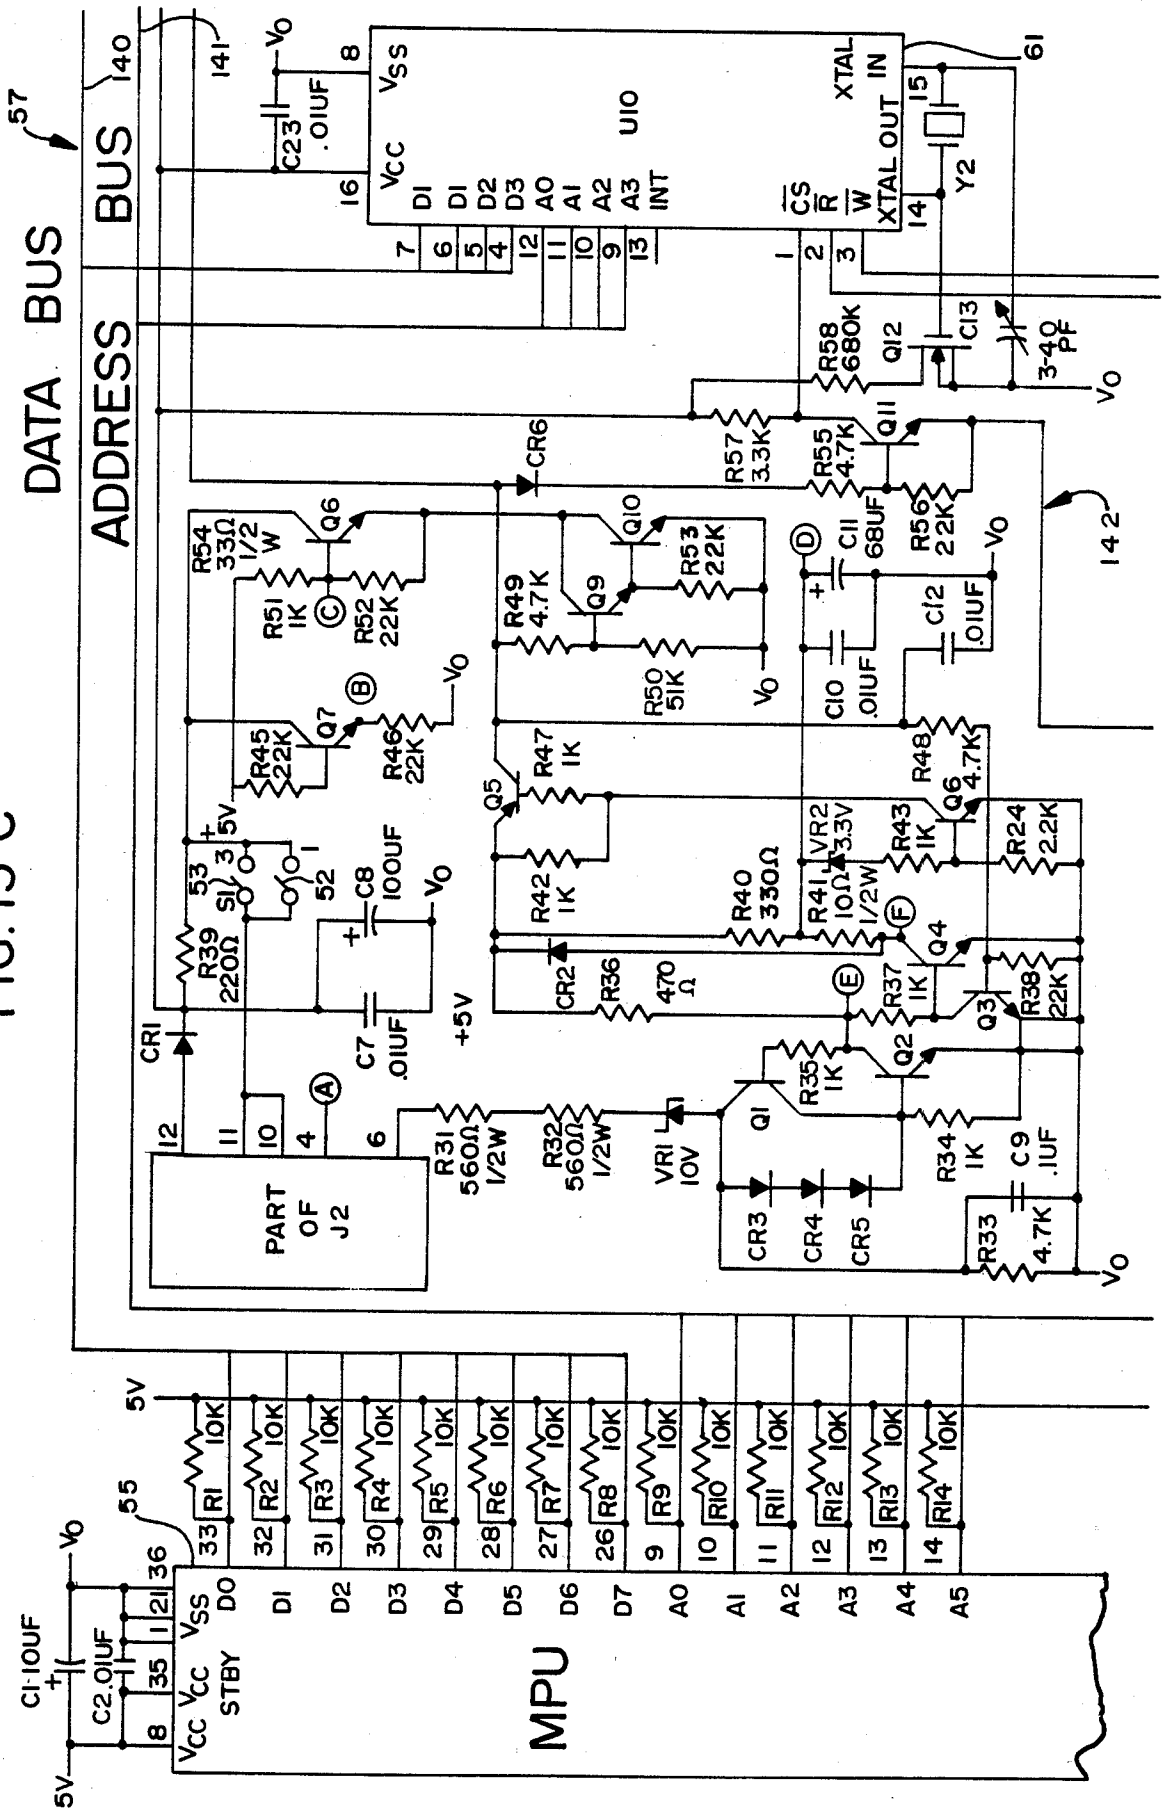 FIG. 13 C
57
DATA BUS
140
ADDRESS BUS
141
5V
C1-10UF
+
V0
C2.01UF
8
35
1
21
36
VCC
VCC
VSS
STBY
55
MPU
33
D0
R1
10K
32
D1
R2
10K
31
D2
R3
10K
30
D3
R4
10K
29
D4
R5
10K
28
D5
R6
10K
27
D6
R7
10K
26
D7
R8
10K
9
A0
R9
10K
10
A1
R10
10K
11
A2
R11
10K
12
A3
R12
10K
13
A4
R13
10K
14
A5
R14
10K
5V
PART
OF
J2
12
11
10
4
6
A
CR1
R39
220Ω
53
S1
3
1
52
+
5V
C7
.01UF
+
C8
100UF
V0
+5V
R45
22K
Q7
B
R46
22K
V0
R54
33Ω
1/2
W
R51
1K
C
R52
22K
Q6
R31
560Ω
1/2W
R32
560Ω
1/2W
VR1
10V
CR3
CR4
CR5
Q1
R35
1K
E
Q2
R34
1K
C9
.1UF
R33
4.7K
V0
R36
470
Ω
CR2
R37
1K
Q3
R38
22K
Q4
F
R40
330Ω
R41
10Ω
1/2W
VR2
3.3V
R43
1K
Q6
R24
2.2K
R42
1K
Q5
R47
1K
R48
4.7K
R49
4.7K
Q9
Q10
R50
51K
R53
22K
V0
CR6
D
C10
.01UF
+
C11
68UF
C12
.01UF
V0
R55
4.7K
R56
22K
Q11
R57
3.3K
R58
680K
Q12
C13
3-40
PF
V0
142
C23
.01UF
V0
16
8
VCC
VSS
U10
7
D1
6
D1
5
D2
4
D3
12
A0
11
A1
10
A2
9
A3
13
INT
1
CS
2
R
3
W
XTAL OUT
14
XTAL
IN
15
Y2
61